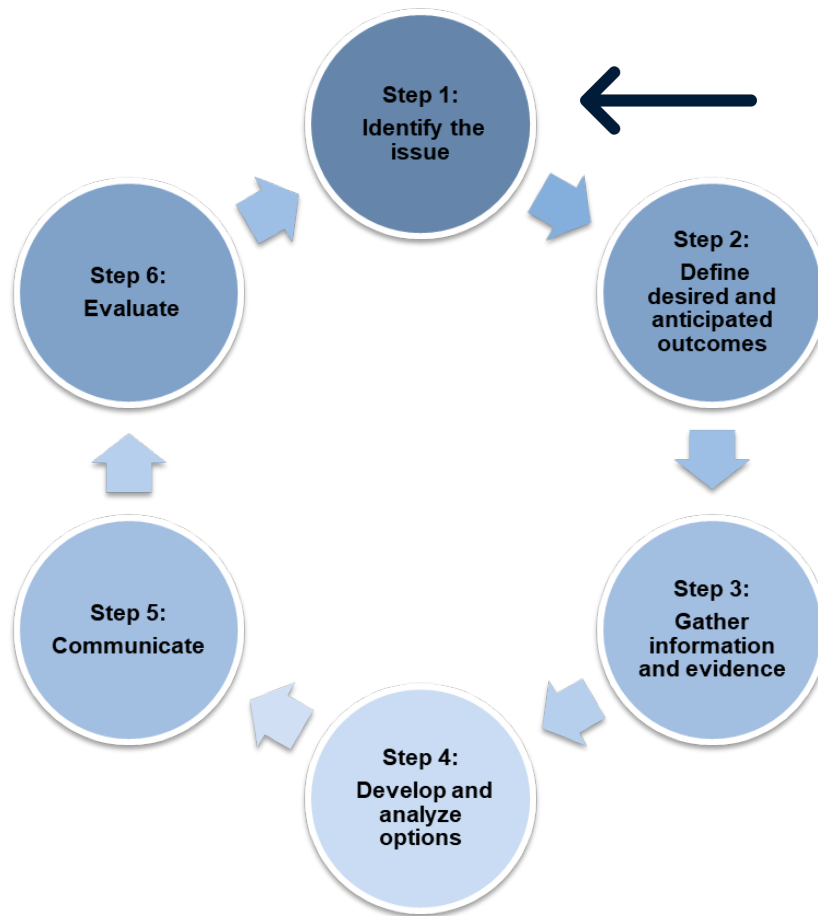 Step 1:
Identify the
issue
Step 2:
Define
desired and
anticipated
outcomes
Step 3:
Gather
information
and evidence
Step 4:
Develop and
analyze
options
Step 5:
Communicate
Step 6:
Evaluate